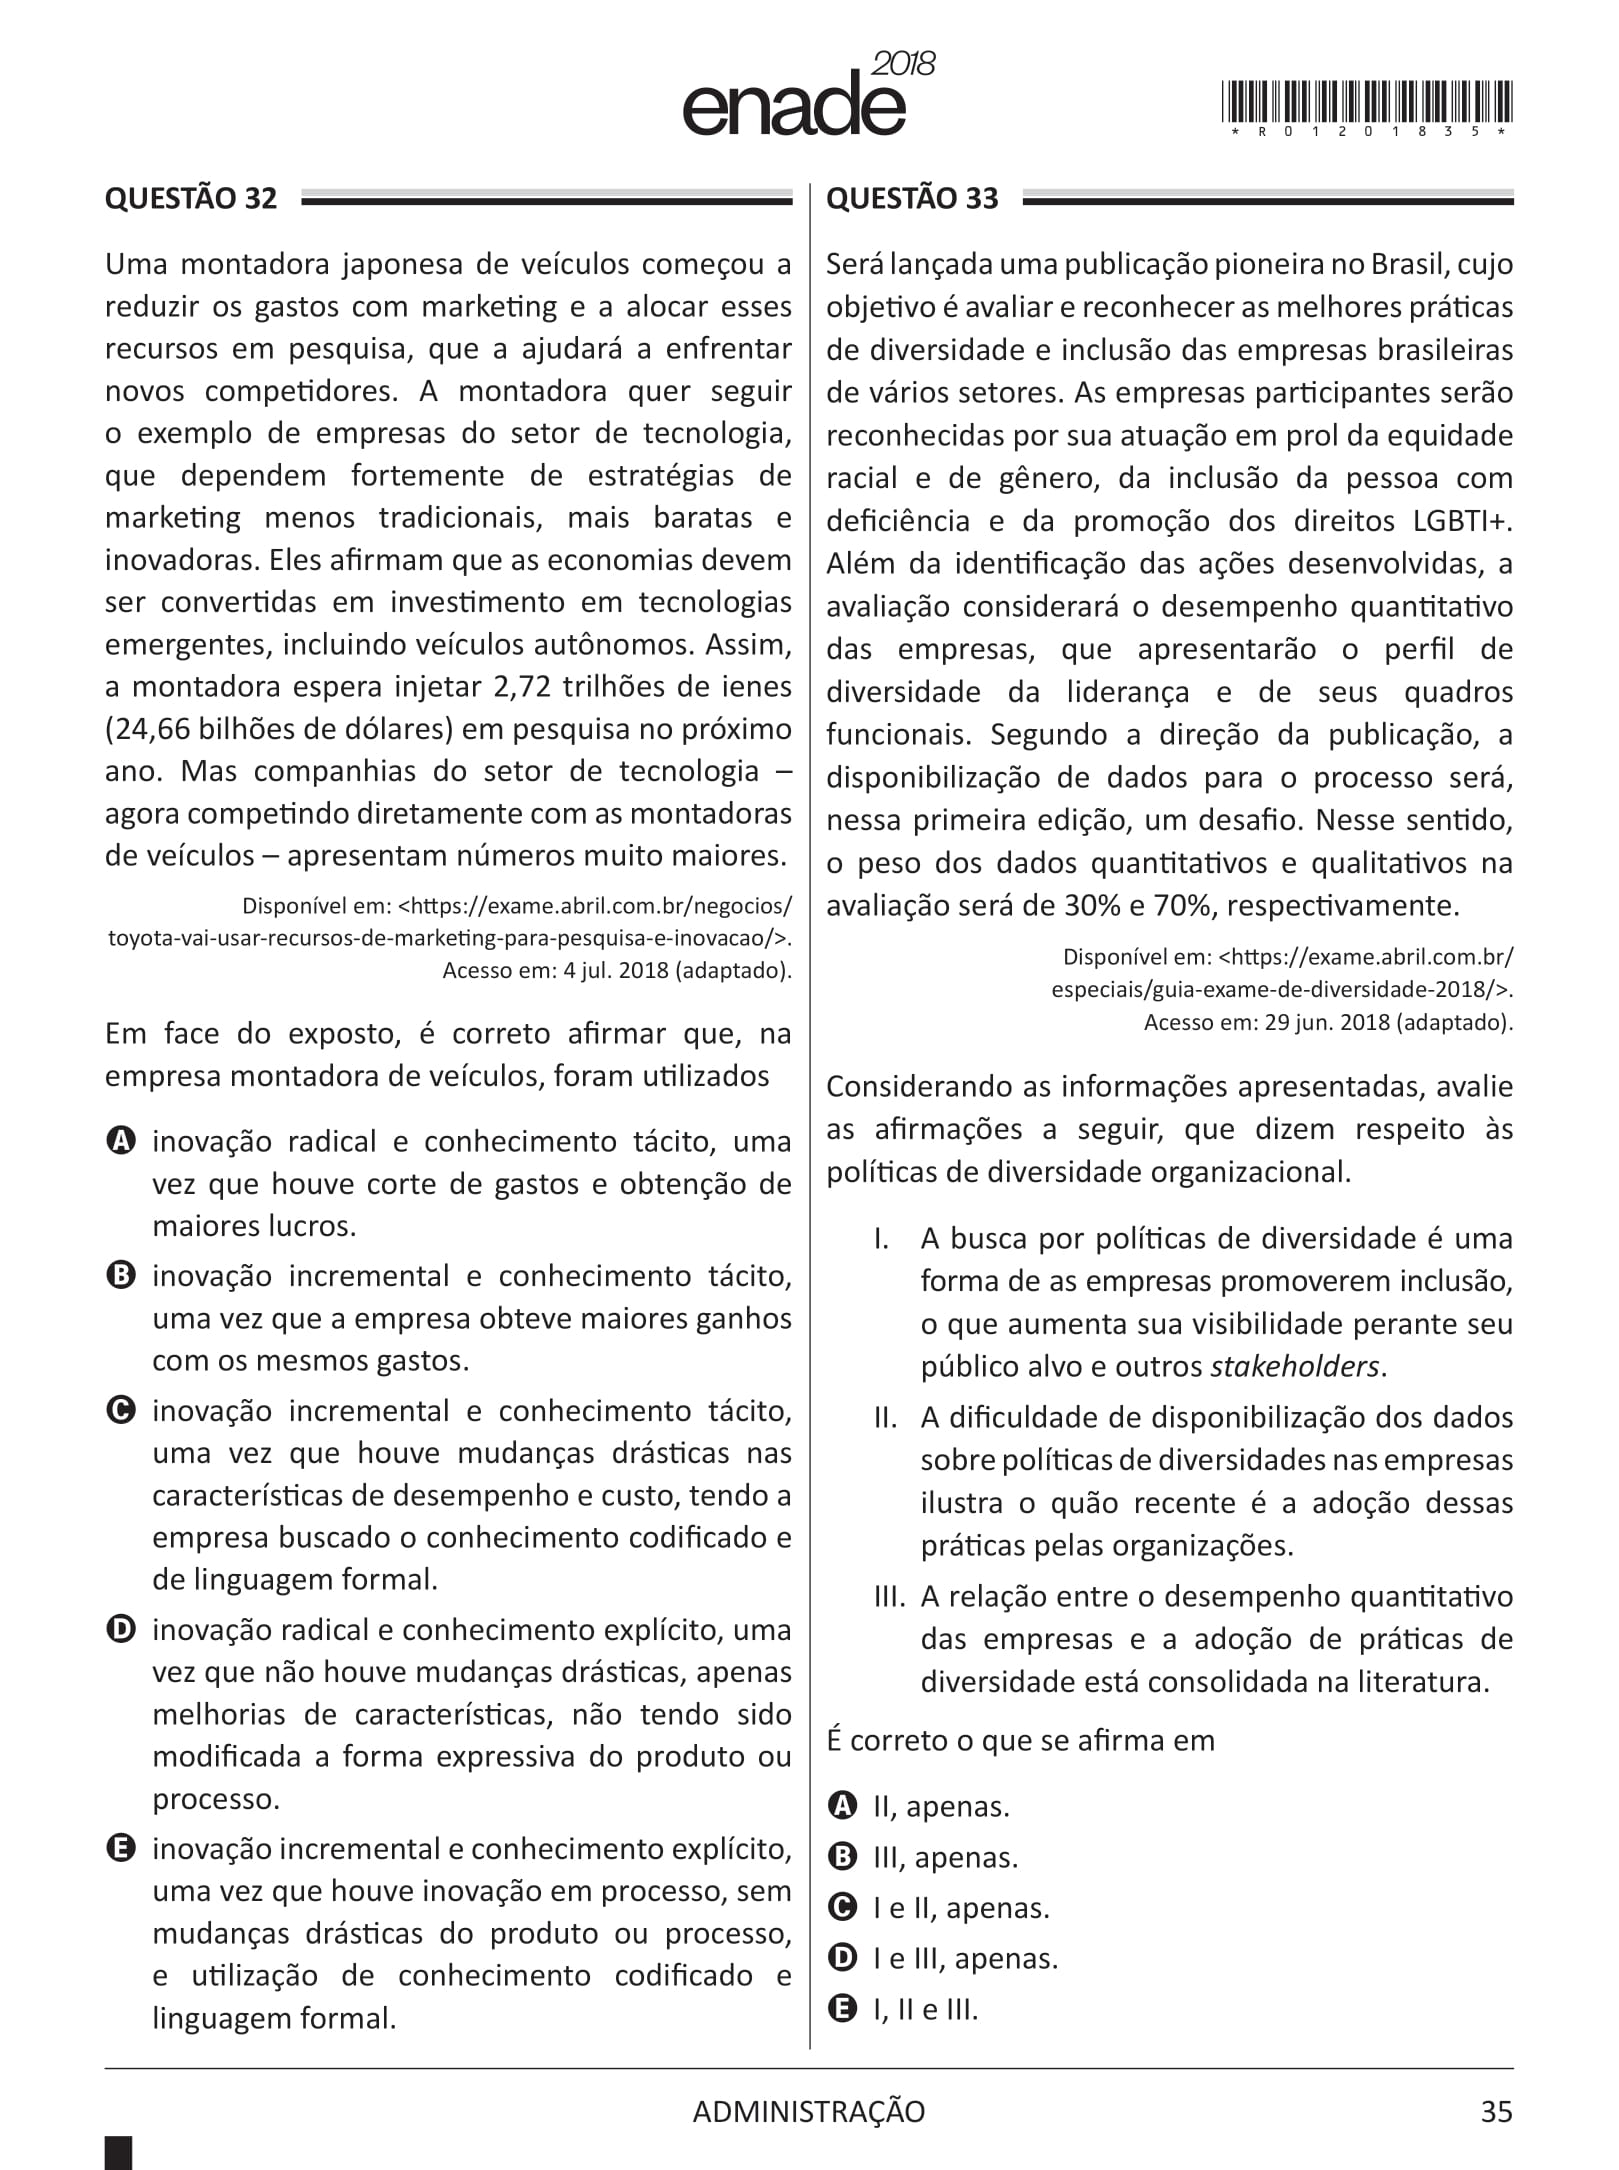 enade 2018
*R01201835*
QUESTÃO 32
Uma montadora japonesa de veículos começou a
reduzir os gastos com marketing e a alocar esses
recursos em pesquisa, que a ajudará a enfrentar
novos competidores. A montadora quer seguir
o exemplo de empresas do setor de tecnologia,
que dependem fortemente de estratégias de
marketing menos tradicionais, mais baratas e
inovadoras. Eles afirmam que as economias devem
ser convertidas em investimento em tecnologias
emergentes, incluindo veículos autônomos. Assim,
a montadora espera injetar 2,72 trilhões de ienes
(24,66 bilhões de dólares) em pesquisa no próximo
ano. Mas companhias do setor de tecnologia –
agora competindo diretamente com as montadoras
de veículos – apresentam números muito maiores.
Disponível em: <https://exame.abril.com.br/negocios/
toyota-vai-usar-recursos-de-marketing-para-pesquisa-e-inovacao/>.
Acesso em: 4 jul. 2018 (adaptado).
Em face do exposto, é correto afirmar que, na
empresa montadora de veículos, foram utilizados
A inovação radical e conhecimento tácito, uma
vez que houve corte de gastos e obtenção de
maiores lucros.
B inovação incremental e conhecimento tácito,
uma vez que a empresa obteve maiores ganhos
com os mesmos gastos.
C inovação incremental e conhecimento tácito,
uma vez que houve mudanças drásticas nas
características de desempenho e custo, tendo a
empresa buscado o conhecimento codificado e
de linguagem formal.
D inovação radical e conhecimento explícito, uma
vez que não houve mudanças drásticas, apenas
melhorias de características, não tendo sido
modificada a forma expressiva do produto ou
processo.
E inovação incremental e conhecimento explícito,
uma vez que houve inovação em processo, sem
mudanças drásticas do produto ou processo,
e utilização de conhecimento codificado e
linguagem formal.
QUESTÃO 33
Será lançada uma publicação pioneira no Brasil, cujo
objetivo é avaliar e reconhecer as melhores práticas
de diversidade e inclusão das empresas brasileiras
de vários setores. As empresas participantes serão
reconhecidas por sua atuação em prol da equidade
racial e de gênero, da inclusão da pessoa com
deficiência e da promoção dos direitos LGBTI+.
Além da identificação das ações desenvolvidas, a
avaliação considerará o desempenho quantitativo
das empresas, que apresentarão o perfil de
diversidade da liderança e de seus quadros
funcionais. Segundo a direção da publicação, a
disponibilização de dados para o processo será,
nessa primeira edição, um desafio. Nesse sentido,
o peso dos dados quantitativos e qualitativos na
avaliação será de 30% e 70%, respectivamente.
Disponível em: <https://exame.abril.com.br/
especiais/guia-exame-de-diversidade-2018/>.
Acesso em: 29 jun. 2018 (adaptado).
Considerando as informações apresentadas, avalie
as afirmações a seguir, que dizem respeito às
políticas de diversidade organizacional.
I. A busca por políticas de diversidade é uma
forma de as empresas promoverem inclusão,
o que aumenta sua visibilidade perante seu
público alvo e outros stakeholders.
II. A dificuldade de disponibilização dos dados
sobre políticas de diversidades nas empresas
ilustra o quão recente é a adoção dessas
práticas pelas organizações.
III. A relação entre o desempenho quantitativo
das empresas e a adoção de práticas de
diversidade está consolidada na literatura.
É correto o que se afirma em
A II, apenas.
B III, apenas.
C I e II, apenas.
D I e III, apenas.
E I, II e III.
ADMINISTRAÇÃO
35